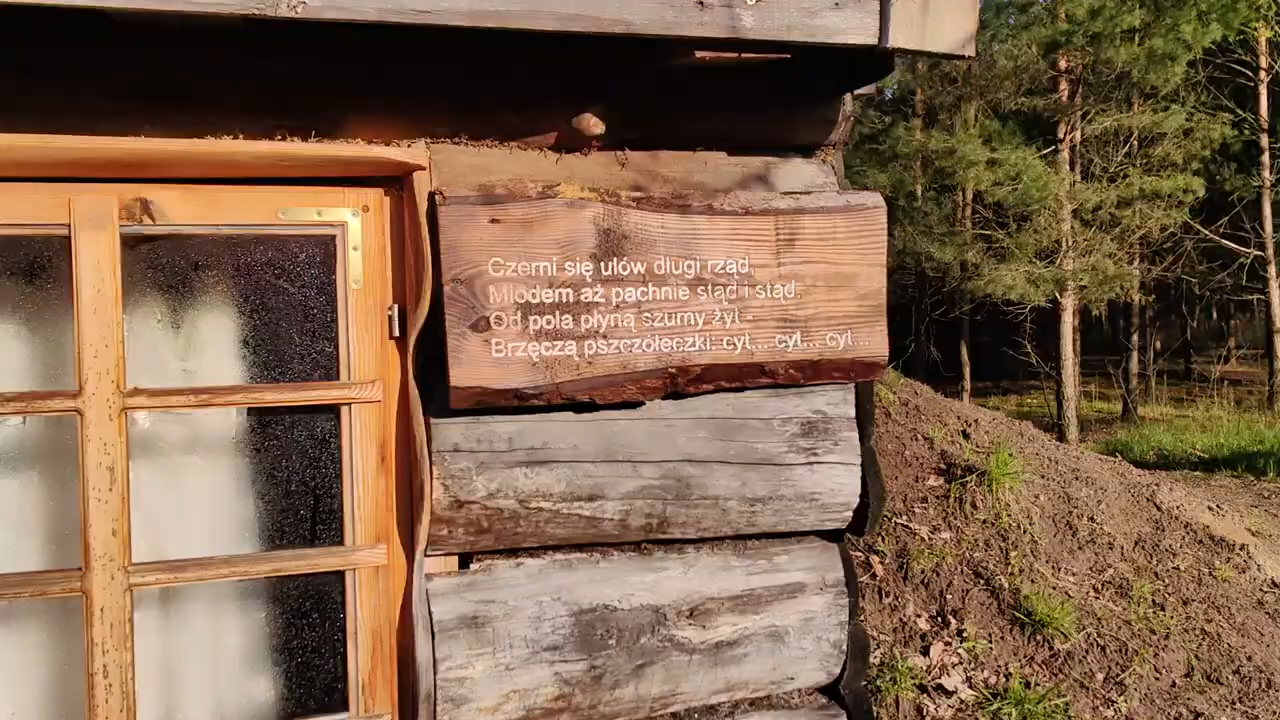 Czerni się ulów długi rząd,
Miodem aż pachnie stąd i stąd,
Od pola płyną szumy żyt -
Brzęczą pszczółeczki: cyt... cyt... cyt...